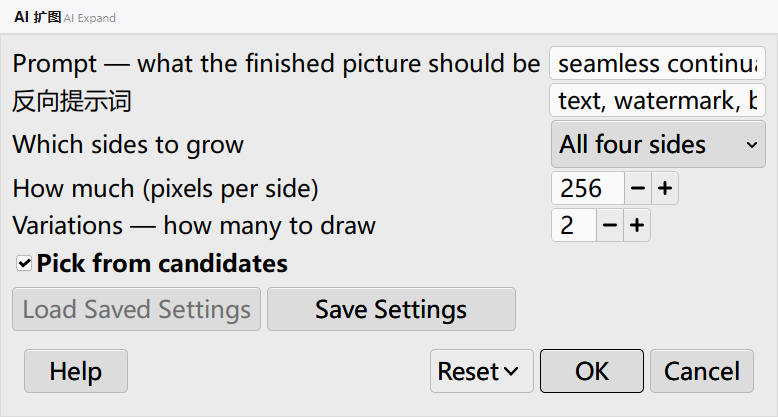 AI 扩图 AI Expand
Prompt — what the finished picture should be
seamless continua
反向提示词
text, watermark, b
Which sides to grow
All four sides
How much (pixels per side)
256
Variations — how many to draw
2
Pick from candidates
Load Saved Settings
Save Settings
Help
Reset
OK
Cancel